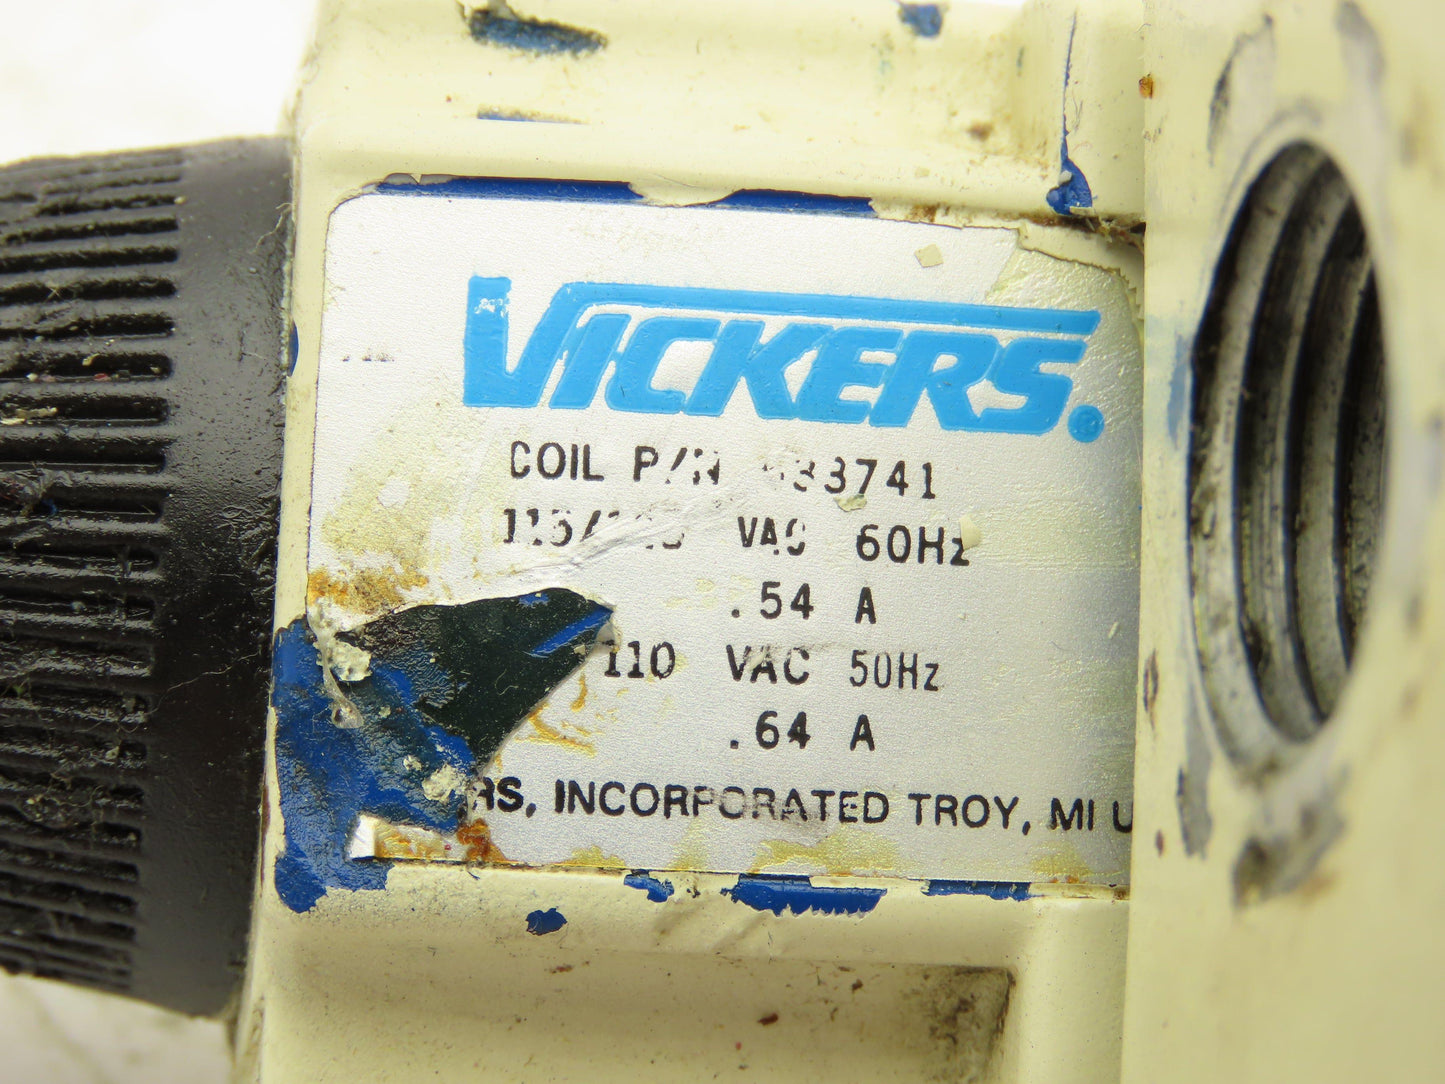 VICKERS.
COIL P/N
VAC 60Hz
.54 A
110 VAC 50Hz
.64 A
INCORPORATED TROY, MI